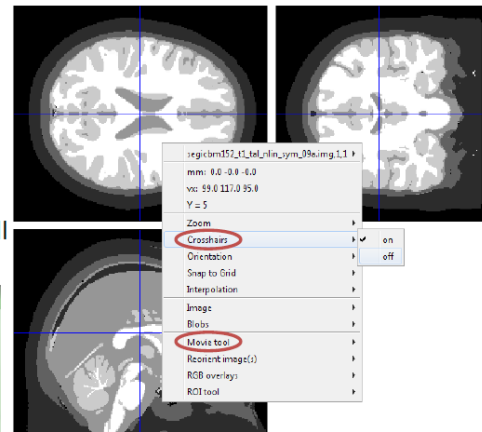 segicbm152_t1_tal_nlin_sym_09a.img,1,1
mm: 0.0 -0.0 -0.0
vx: 99.0 117.0 95.0
Y = 5
Zoom
Crosshairs
on
off
Orientation
Snap to Grid
Interpolation
Image
Blobs
Movie tool
Reorient image(s)
RGB overlays
ROI tool